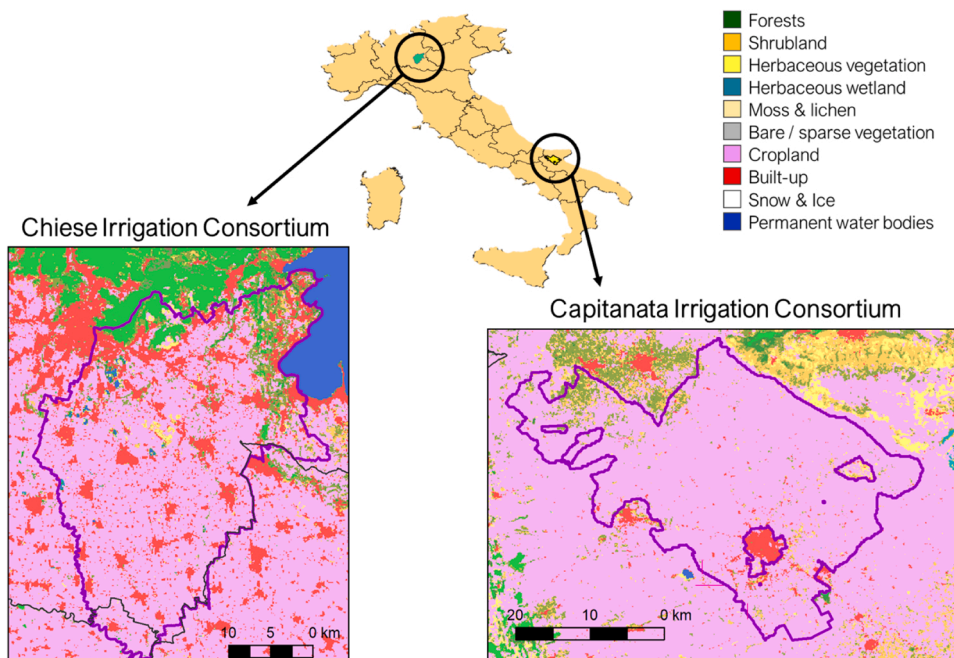 Forests
Shrubland
Herbaceous vegetation
Herbaceous wetland
Moss & lichen
Bare / sparse vegetation
Cropland
Built-up
Snow & Ice
Permanent water bodies
Chiese Irrigation Consortium
Capitanata Irrigation Consortium
10 5 0 km
20 10 0 km